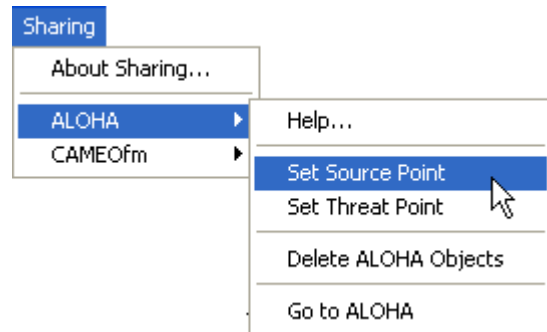 Sharing
About Sharing...
ALOHA
CAMEOfm
Help...
Set Source Point
Set Threat Point
Delete ALOHA Objects
Go to ALOHA